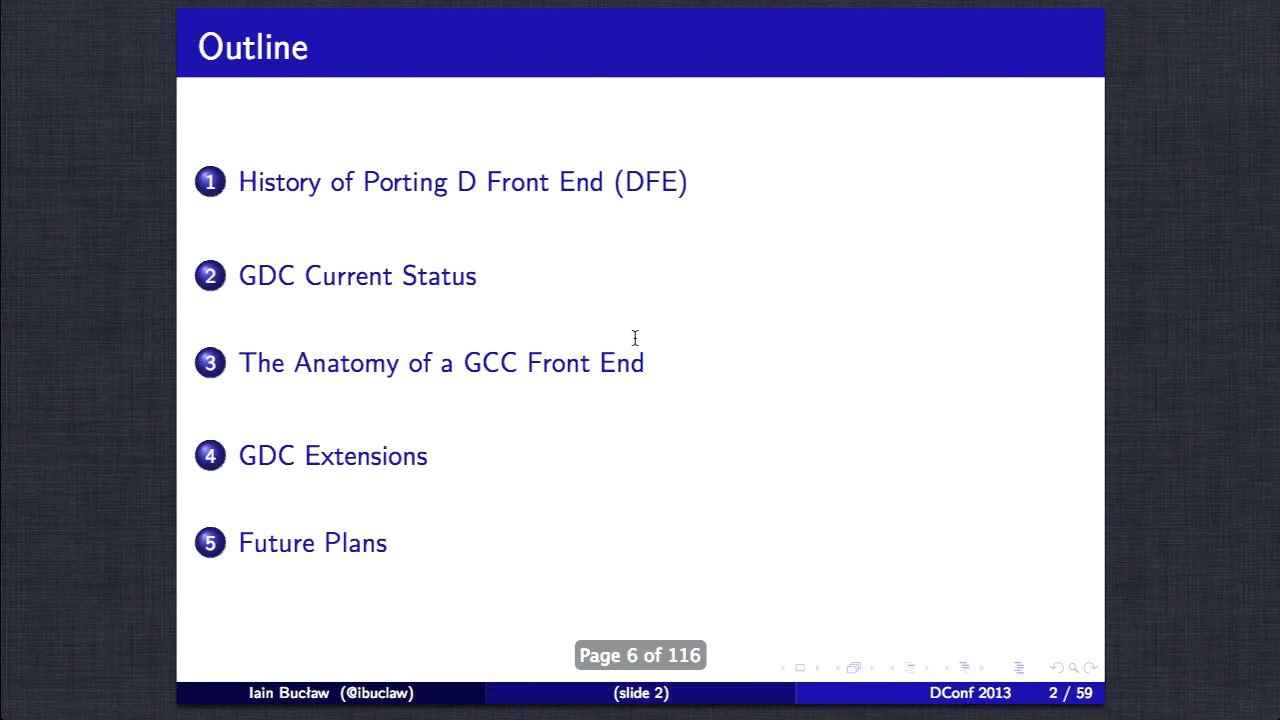 Outline
1 History of Porting D Front End (DFE)
2 GDC Current Status
3 The Anatomy of a GCC Front End
4 GDC Extensions
5 Future Plans
Page 6 of 116
Iain Bucław (@ibuclaw) (slide 2) DConf 2013 2 / 59